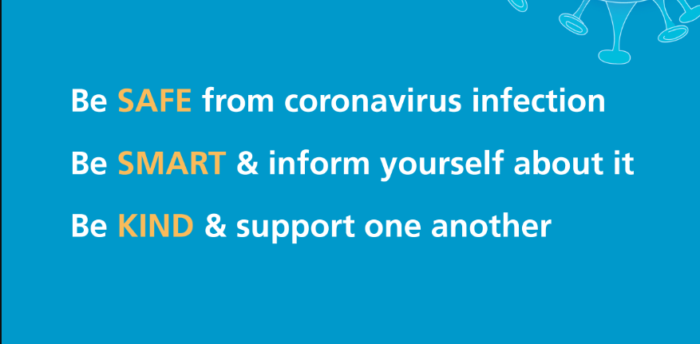 Be SAFE from coronavirus infection
Be SMART & inform yourself about it
Be KIND & support one another